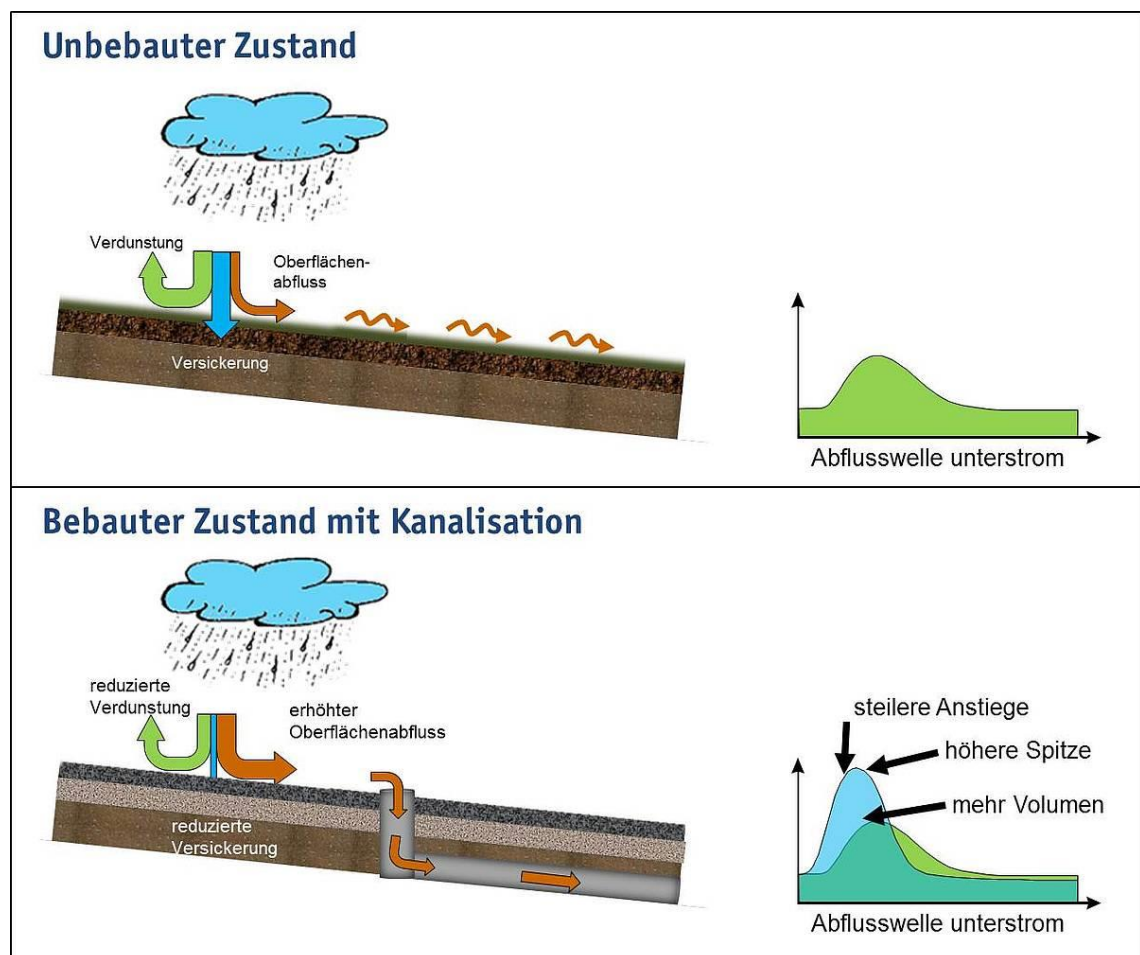 Unbebauter Zustand
Verdunstung
Oberflächen-
abfluss
Versickerung
Abflusswelle unterstrom
Bebauter Zustand mit Kanalisation
reduzierte
Verdunstung
erhöhter
Oberflächenabfluss
reduzierte
Versickerung
steilere Anstiege
höhere Spitze
mehr Volumen
Abflusswelle unterstrom